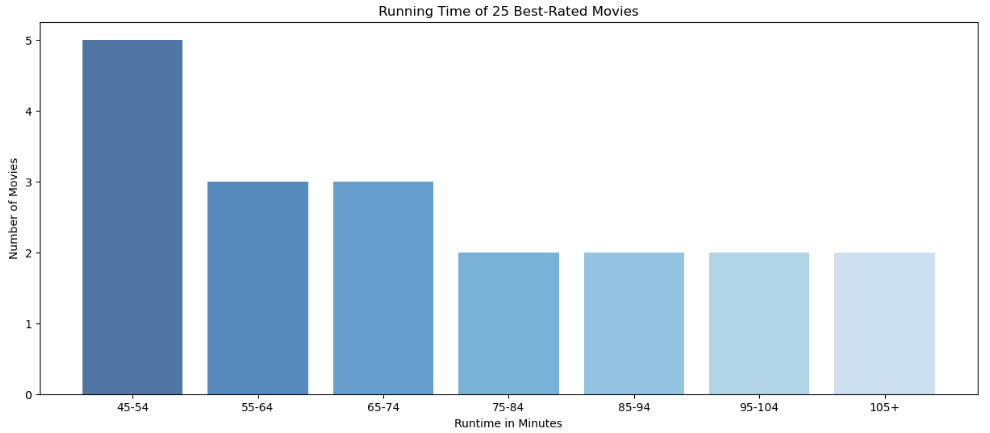 Running Time of 25 Best-Rated Movies
5
4
3
2
1
0
Number of Movies
45-54 55-64 65-74 75-84 85-94 95-104 105+
Runtime in Minutes